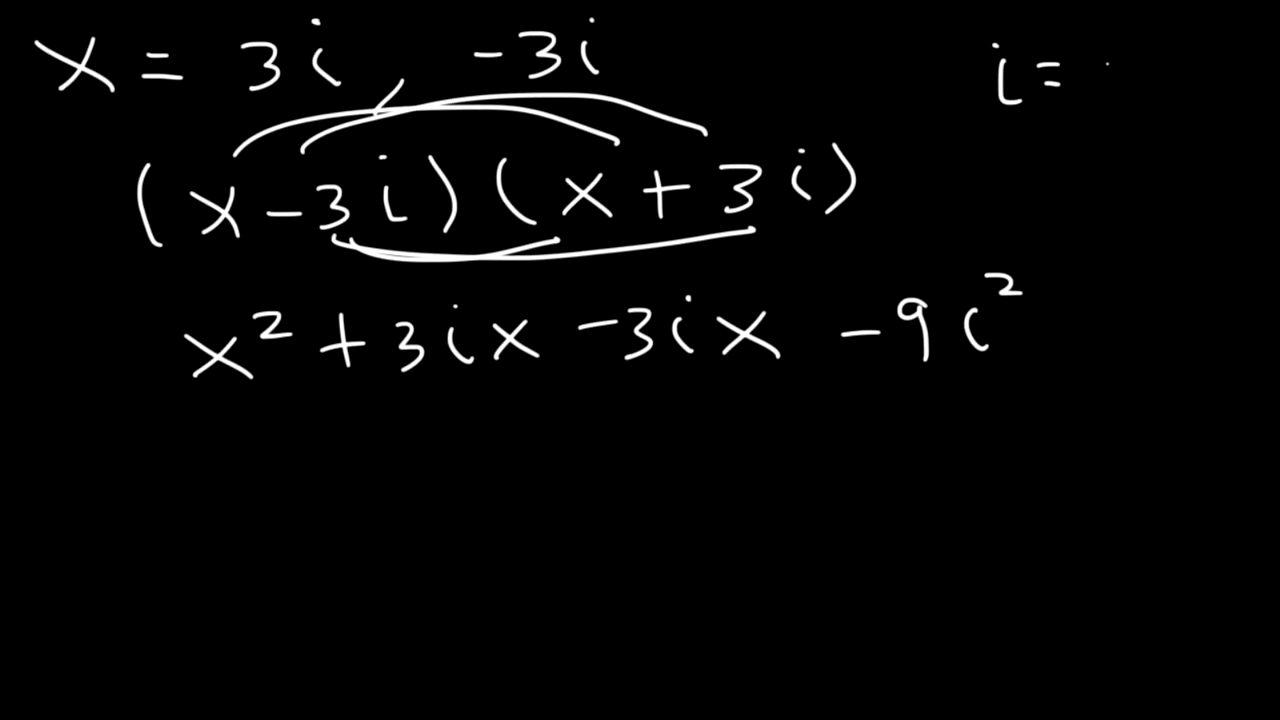 x = 3i, -3i
i =
(x - 3i)(x + 3i)
x² + 3ix - 3ix - 9i²